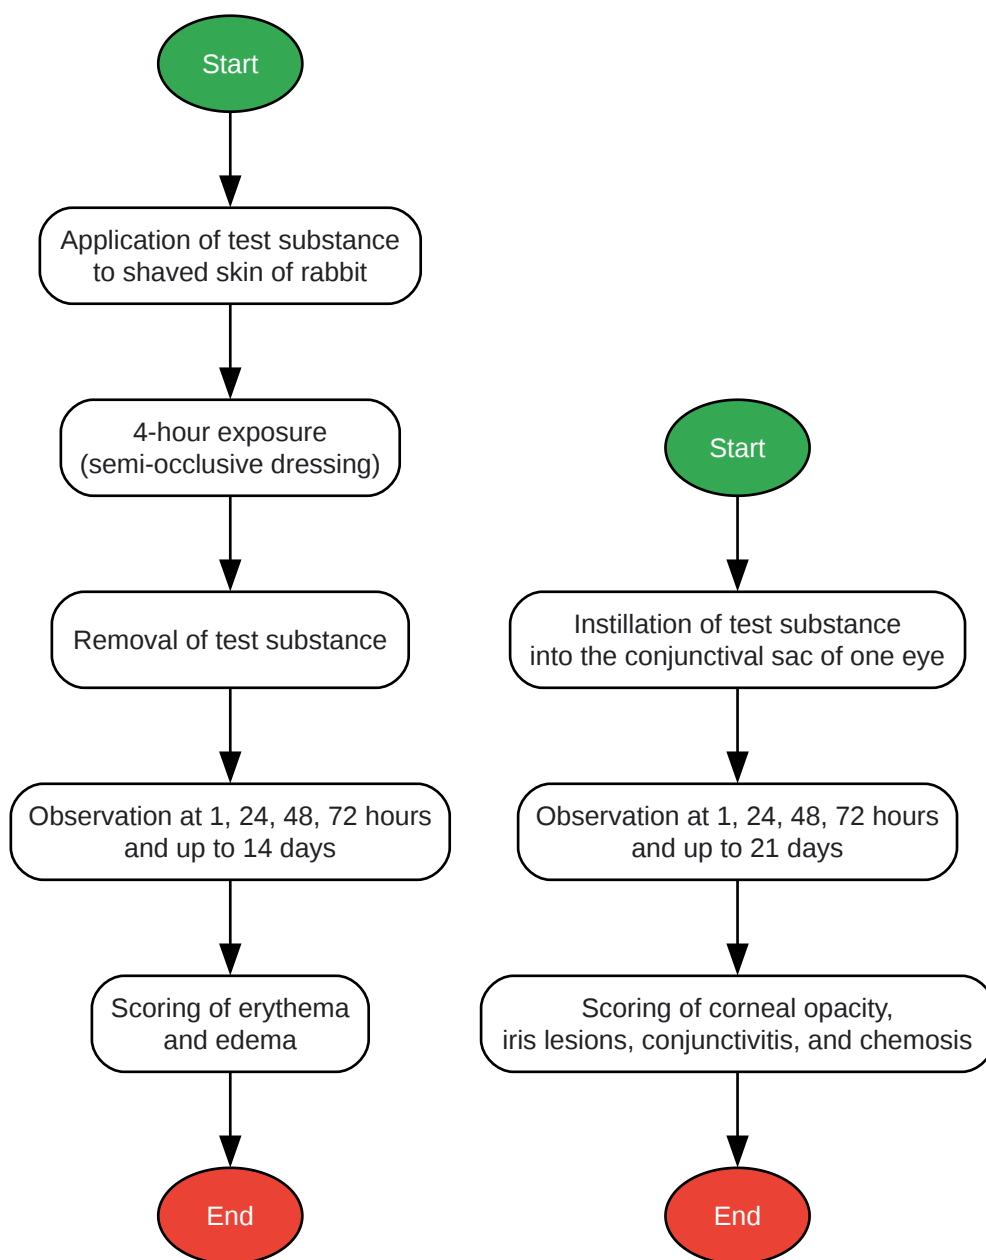 Start
Application of test substance
to shaved skin of rabbit
4-hour exposure
(semi-occlusive dressing)
Removal of test substance
Observation at 1, 24, 48, 72 hours
and up to 14 days
Scoring of erythema
and edema
End
Start
Instillation of test substance
into the conjunctival sac of one eye
Observation at 1, 24, 48, 72 hours
and up to 21 days
Scoring of corneal opacity,
iris lesions, conjunctivitis, and chemosis
End